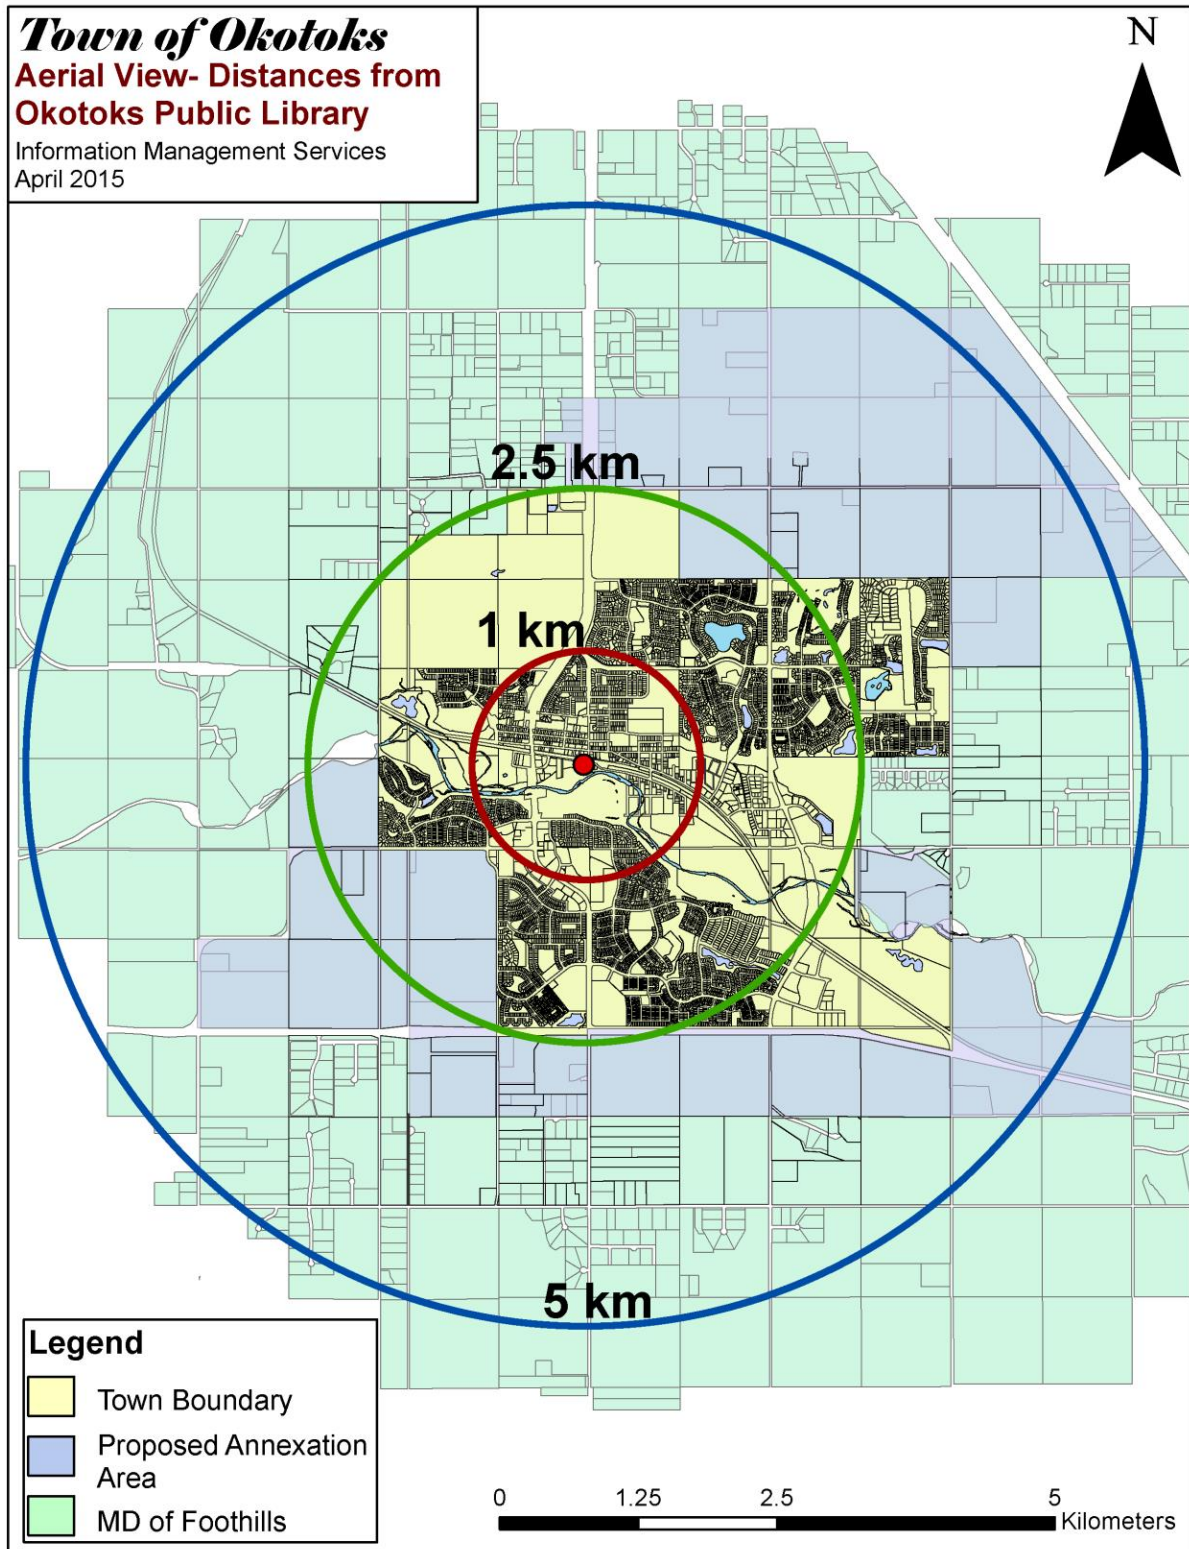 Town of Okotoks
Aerial View- Distances from
Okotoks Public Library
Information Management Services
April 2015
N
2.5 km
1 km
5 km
Legend
Town Boundary
Proposed Annexation
Area
MD of Foothills
0 1.25 2.5 5
Kilometers